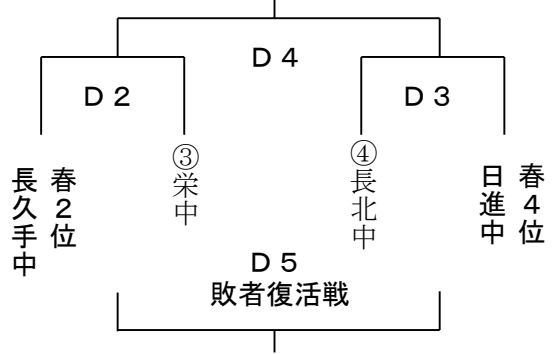 Ｄ４
Ｄ２
Ｄ３
春２位
長久手中
③栄中
④長北中
春４位
日進中
Ｄ５
敗者復活戦